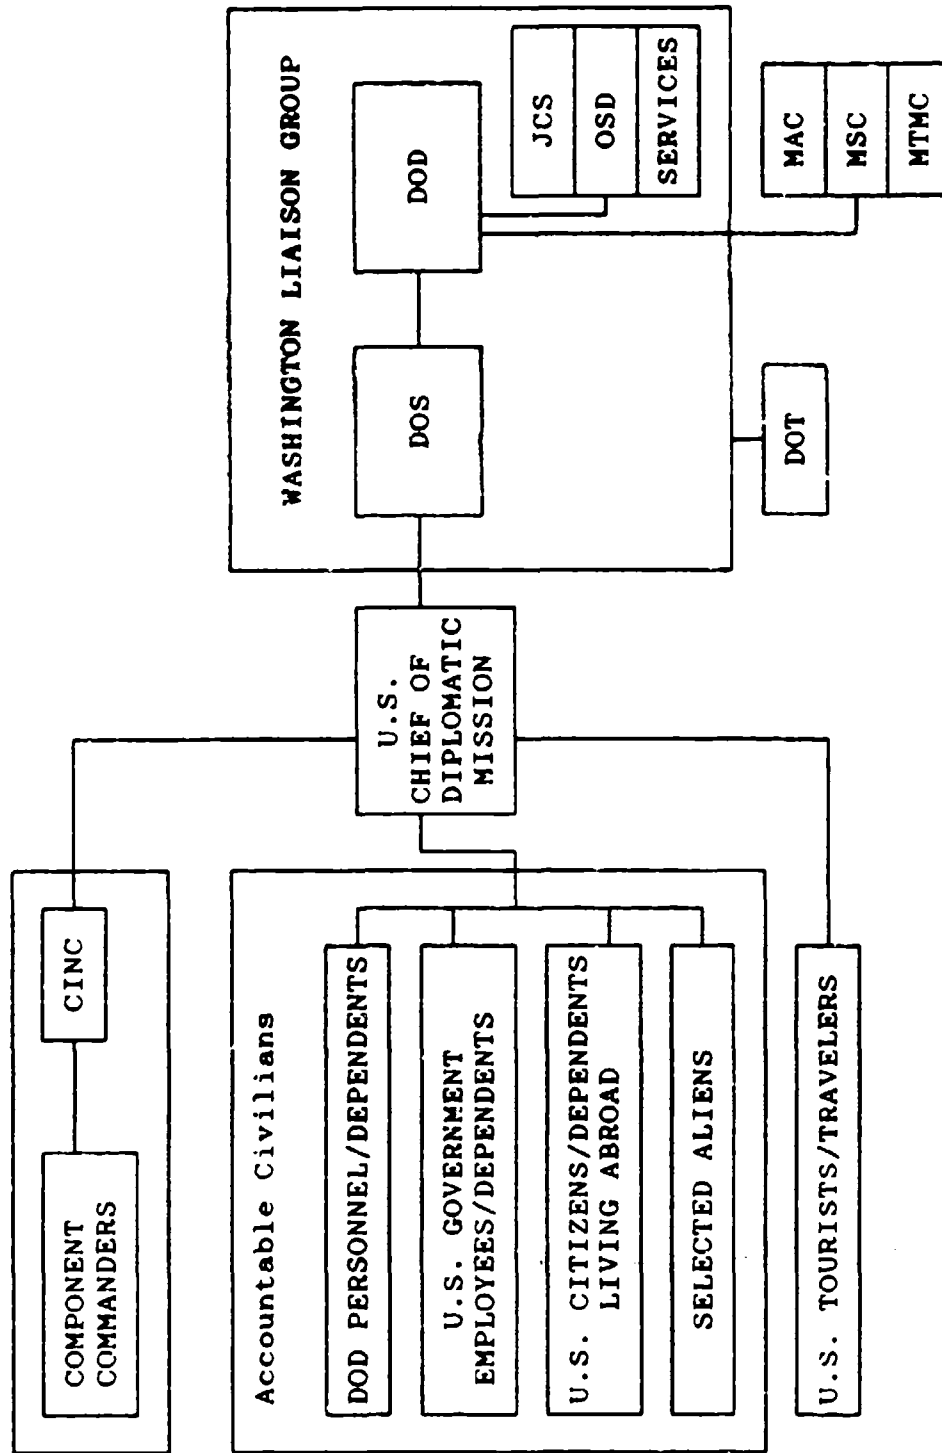 COMPONENT
COMMANDERS
CINC
Accountable Civilians
DOD PERSONNEL/DEPENDENTS
U.S. GOVERNMENT
EMPLOYEES/DEPENDENTS
U.S. CITIZENS/DEPENDENTS
LIVING ABROAD
SELECTED ALIENS
U.S. TOURISTS/TRAVELERS
U.S.
CHIEF OF
DIPLOMATIC
MISSION
WASHINGTON LIAISON GROUP
DOS
DOD
JCS
OSD
SERVICES
DOT
MAC
MSC
MTMC